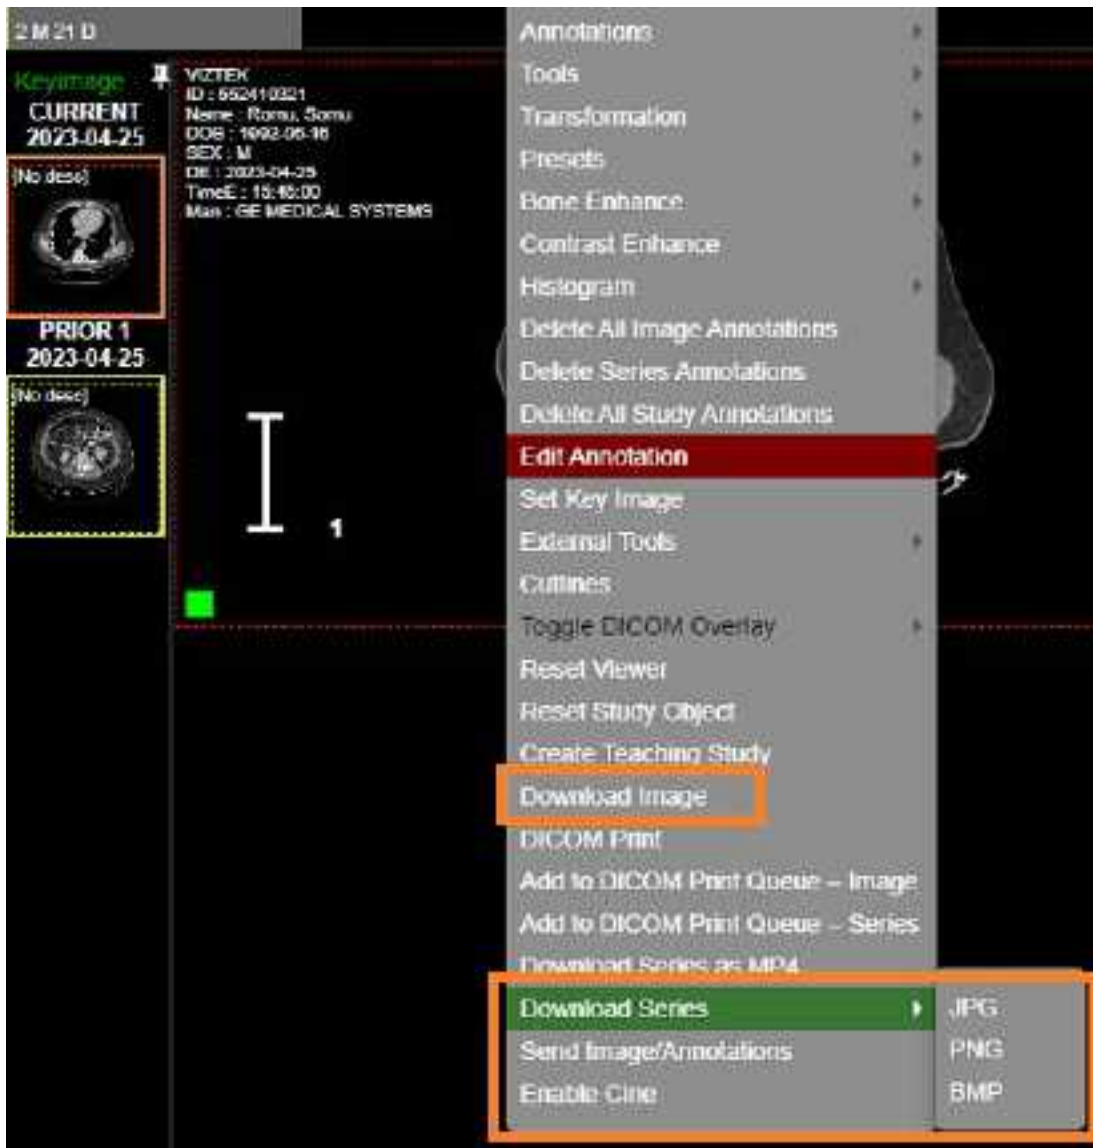 2 M 21 D
Keyimage
CURRENT
2023-04-25
[No desc]
PRIOR 1
2023-04-25
[No desc]
VIZTEK
ID : 552410321
Name : Romu, Somu
DOB : 1992-06-16
SEX : M
DE : 2023-04-25
TimeE : 15:48:00
Man : GE MEDICAL SYSTEMS
1
Annotations
Tools
Transformation
Presets
Bone Enhance
Contrast Enhance
Histogram
Delete All Image Annotations
Delete Series Annotations
Delete All Study Annotations
Edit Annotation
Set Key Image
External Tools
Cutlines
Toggle DICOM Overlay
Reset Viewer
Reset Study Object
Create Teaching Study
Download Image
DICOM Print
Add to DICOM Print Queue – Image
Add to DICOM Print Queue – Series
Download Series as MP4
Download Series
Send Image/Annotations
Enable Cine
JPG
PNG
BMP